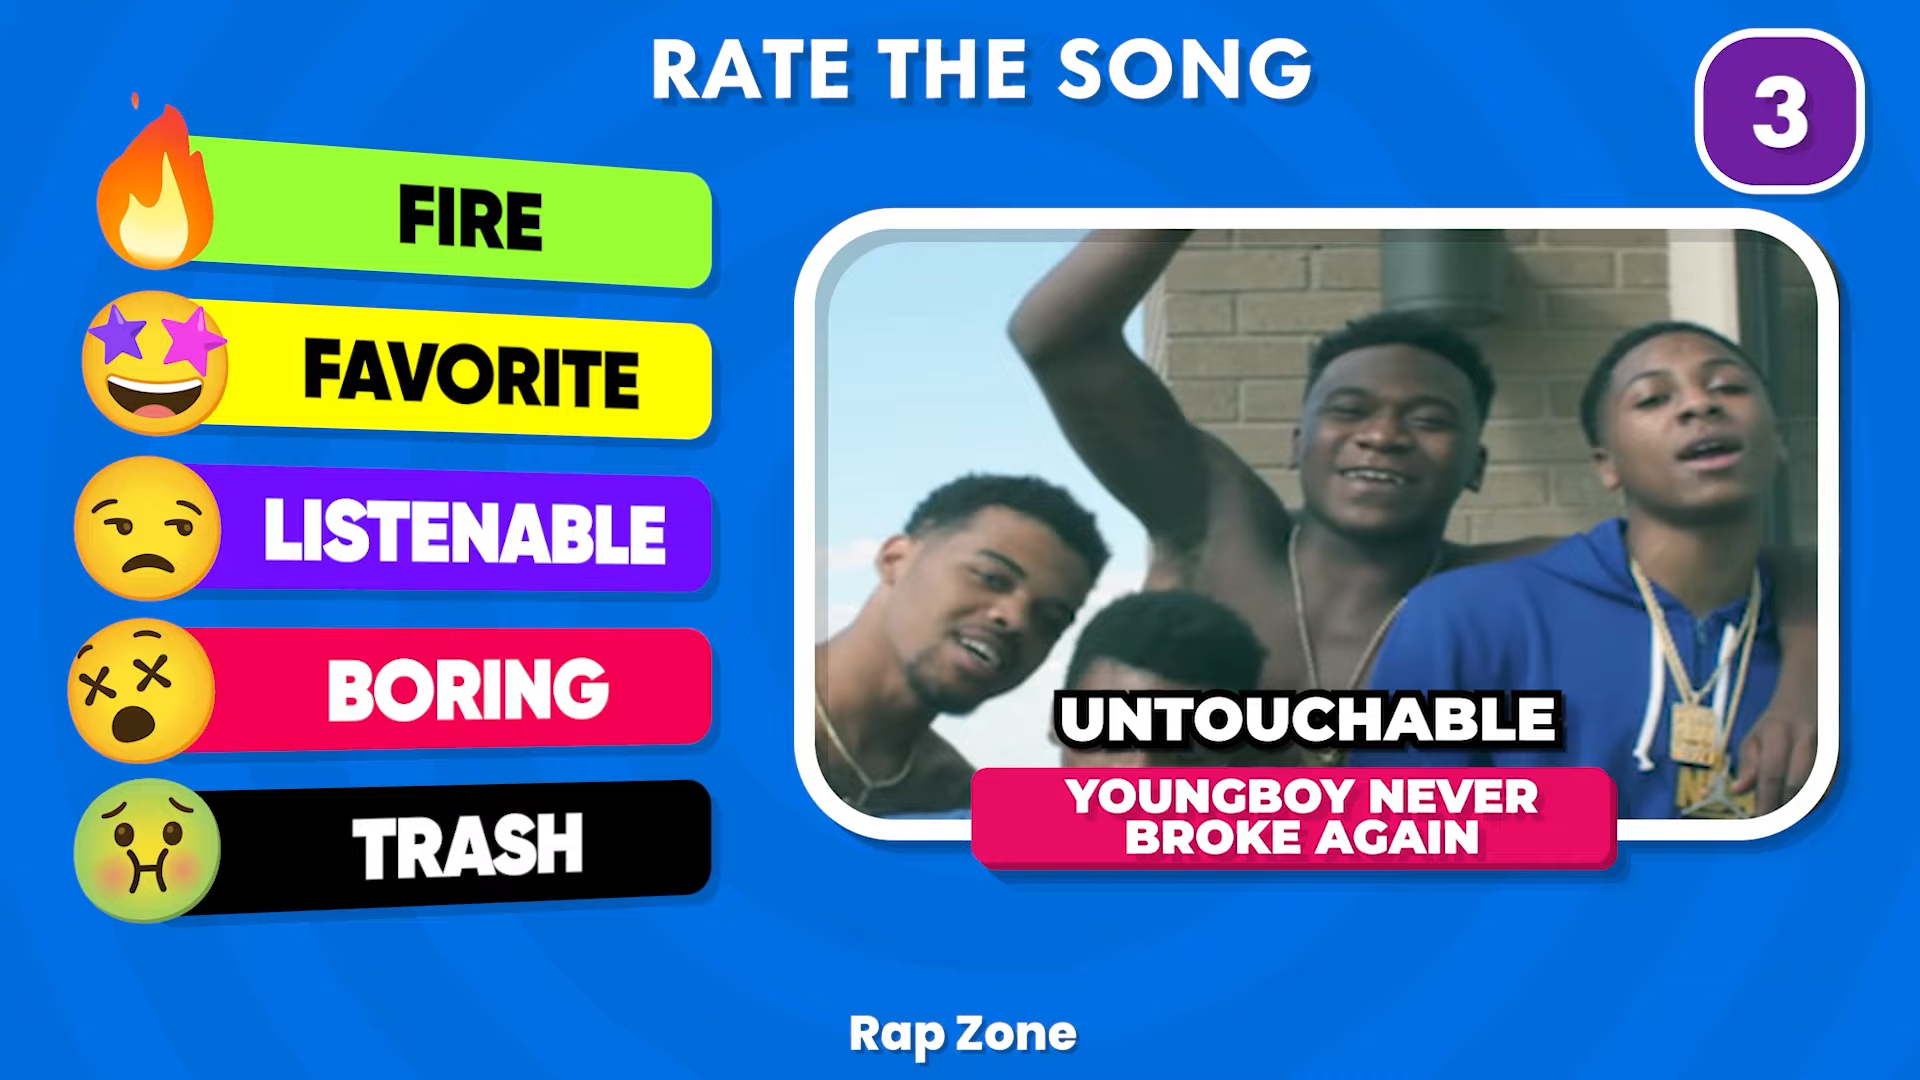 RATE THE SONG
3
FIRE
FAVORITE
LISTENABLE
BORING
TRASH
UNTOUCHABLE
YOUNGBOY NEVER
BROKE AGAIN
Rap Zone